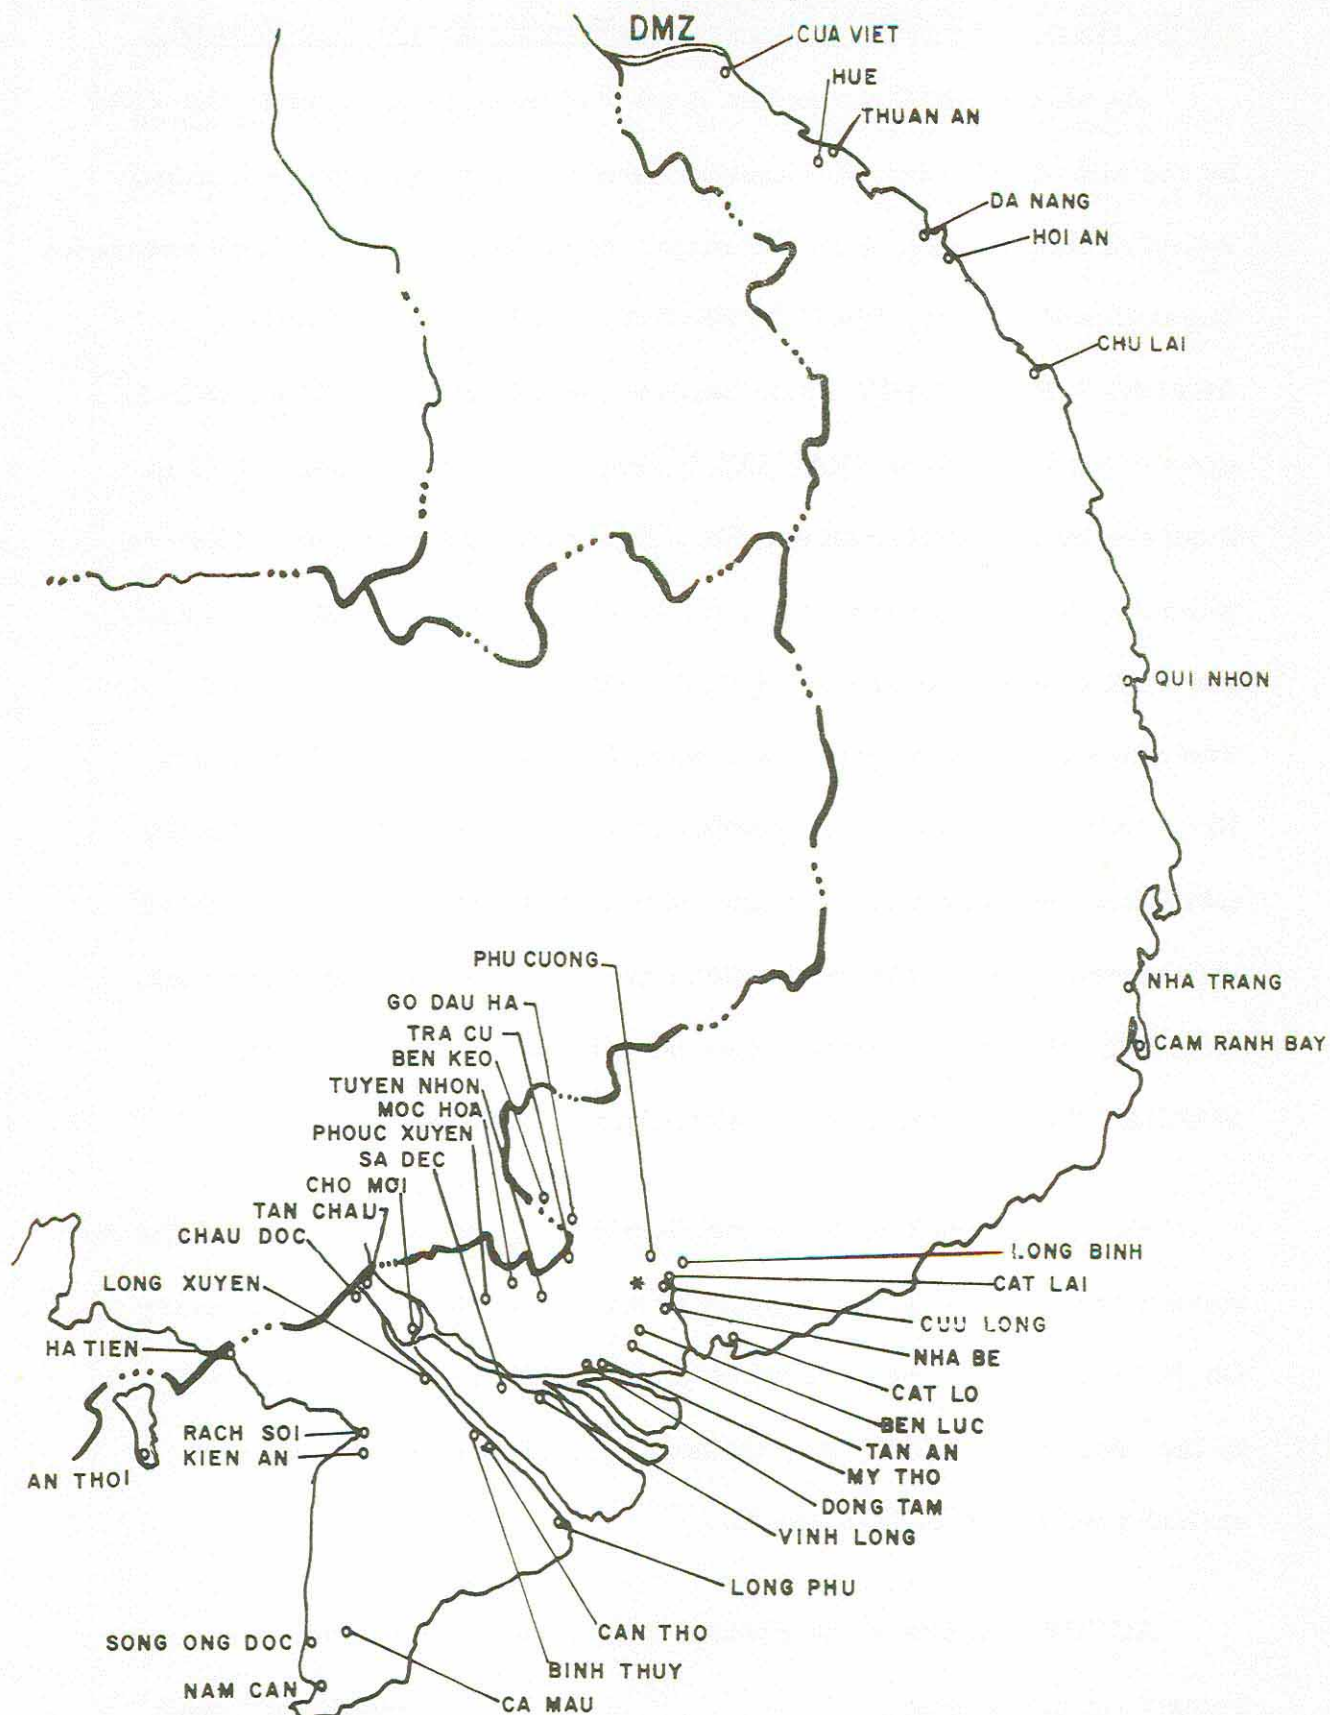 DMZ
CUA VIET
HUE
THUAN AN
DA NANG
HOI AN
CHU LAI
QUI NHON
PHU CUONG
NHA TRANG
GO DAU HA
TRA CU
CAM RANH BAY
BEN KEO
TUYEN NHON
MOC HOA
PHOUC XUYEN
SA DEC
CHO MOI
TAN CHAU
CHAU DOC
LONG BINH
LONG XUYEN
*
CAT LAI
CUU LONG
HA TIEN
NHA BE
CAT LO
BEN LUC
RACH SOI
TAN AN
KIEN AN
MY THO
AN THOI
DONG TAM
VINH LONG
LONG PHU
CAN THO
SONG ONG DOC
BINH THUY
NAM CAN
CA MAU